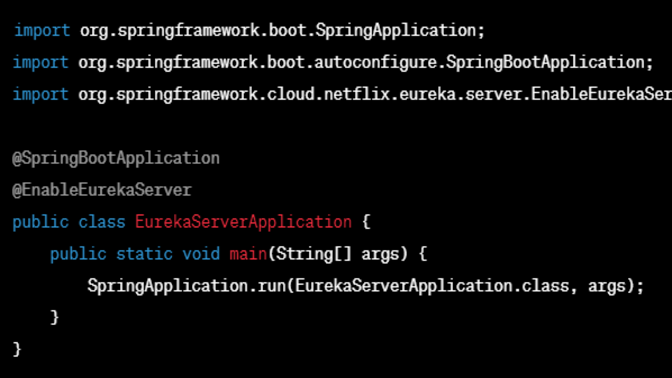 import org.springframework.boot.SpringApplication;
import org.springframework.boot.autoconfigure.SpringBootApplication;
import org.springframework.cloud.netflix.eureka.server.EnableEurekaSer
@SpringBootApplication
@EnableEurekaServer
public class EurekaServerApplication {
public static void main(String[] args) {
SpringApplication.run(EurekaServerApplication.class, args);
}
}